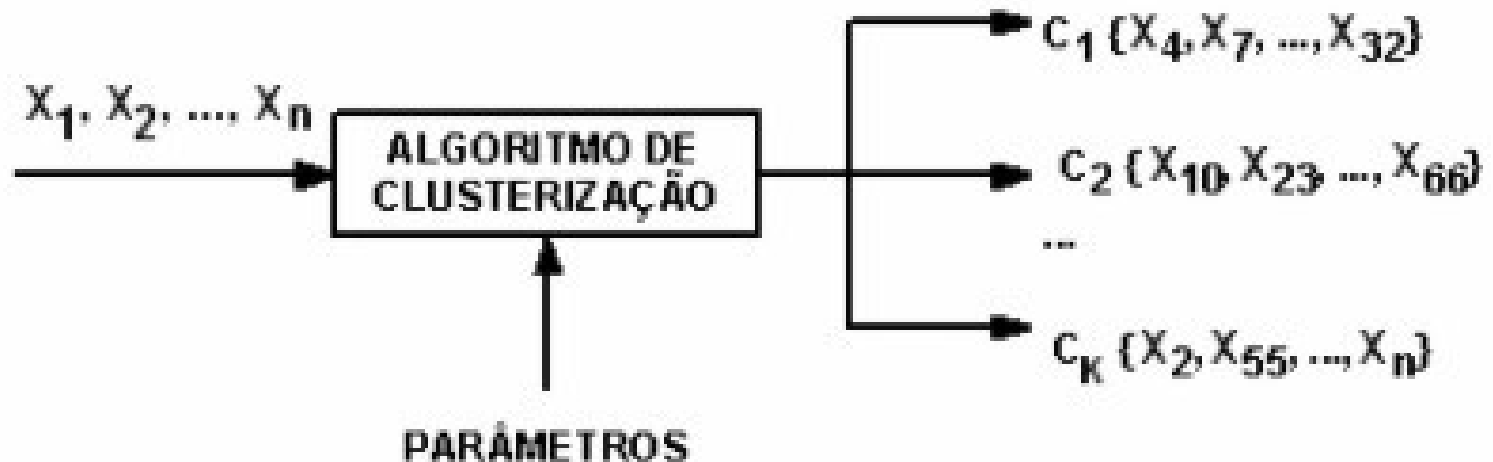 X1, X2, ..., Xn
ALGORITMO DE
CLUSTERIZAÇÃO
PARÂMETROS
C1 {X4, X7, ..., X32}
C2 {X10, X23, ..., X66}
...
CK {X2, X55, ..., Xn}